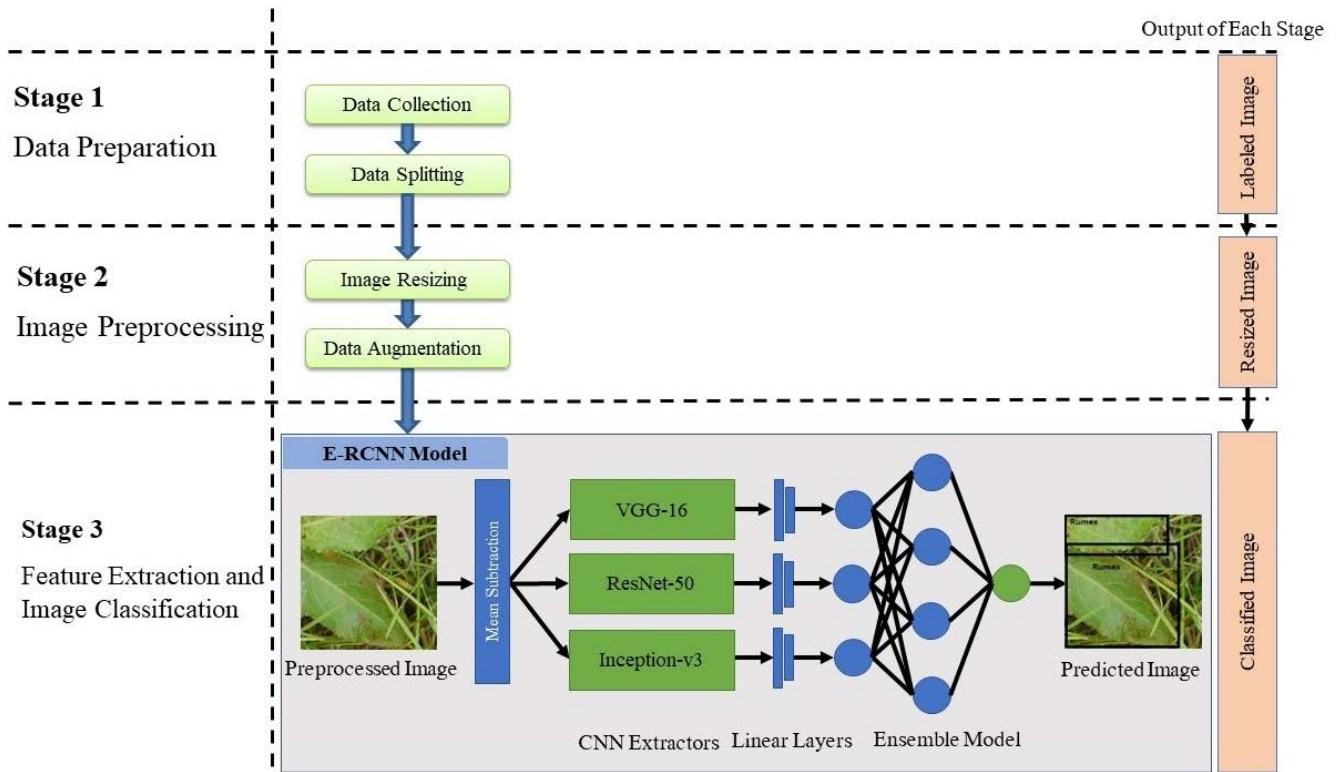 Output of Each Stage
Stage 1
Data Preparation
Data Collection
Data Splitting
Labeled Image
Stage 2
Image Preprocessing
Image Resizing
Data Augmentation
Resized Image
Stage 3
Feature Extraction and
Image Classification
E-RCNN Model
Preprocessed Image
Mean Subtraction
VGG-16
ResNet-50
Inception-v3
CNN Extractors
Linear Layers
Ensemble Model
Rumex
Rumex
Predicted Image
Classified Image